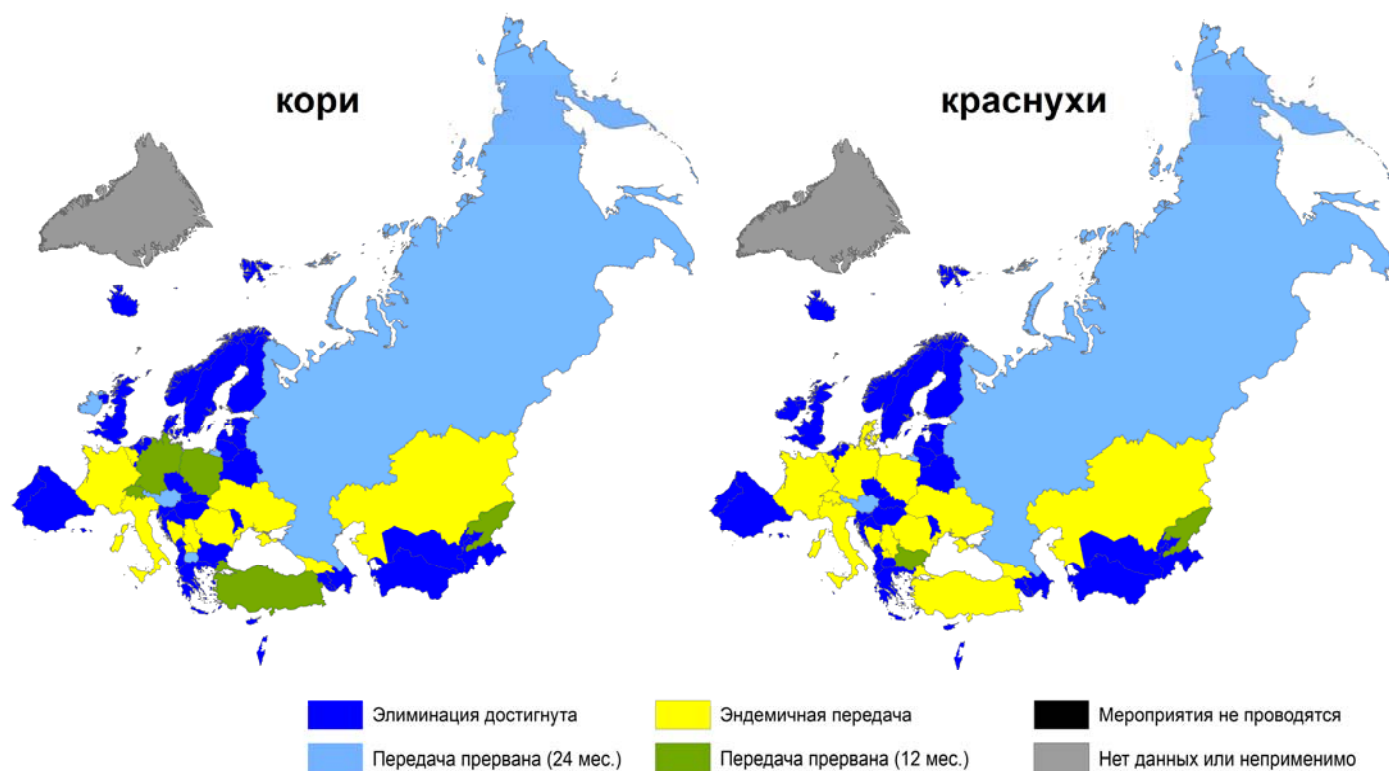 кори
краснухи
Элиминация достигнута
Эндемичная передача
Мероприятия не проводятся
Передача прервана (24 мес.)
Передача прервана (12 мес.)
Нет данных или неприменимо